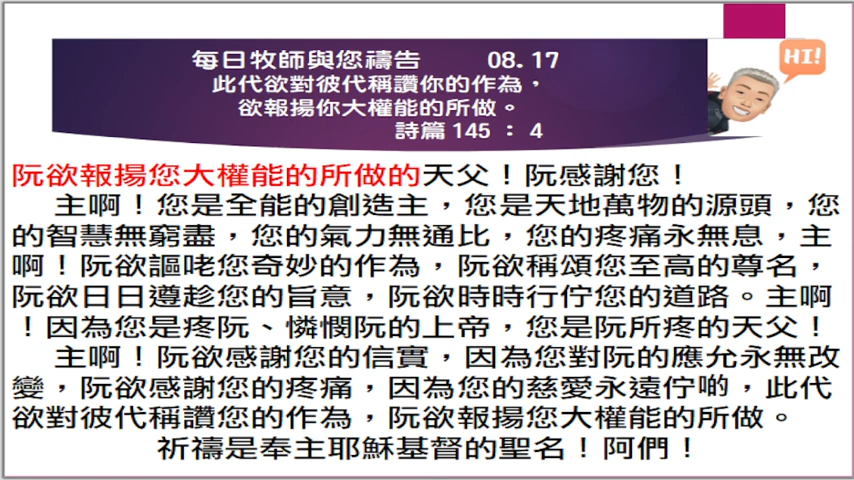 每日牧師與您禱告 08.17
此代欲對彼代稱讚你的作為，
欲報揚你大權能的所做。
詩篇 145 ： 4
HI!
阮欲報揚您大權能的所做的天父！阮感謝您！
主啊！您是全能的創造主，您是天地萬物的源頭，您
的智慧無窮盡，您的氣力無通比，您的疼痛永無息，主
啊！阮欲謳咾您奇妙的作為，阮欲稱頌您至高的尊名，
阮欲日日遵趁您的旨意，阮欲時時行佇您的道路。主啊
！因為您是疼阮、憐憫阮的上帝，您是阮所疼的天父！
主啊！阮欲感謝您的信實，因為您對阮的應允永無改
變，阮欲感謝您的疼痛，因為您的慈愛永遠佇啲，此代
欲對彼代稱讚您的作為，阮欲報揚您大權能的所做。
祈禱是奉主耶穌基督的聖名！阿們！